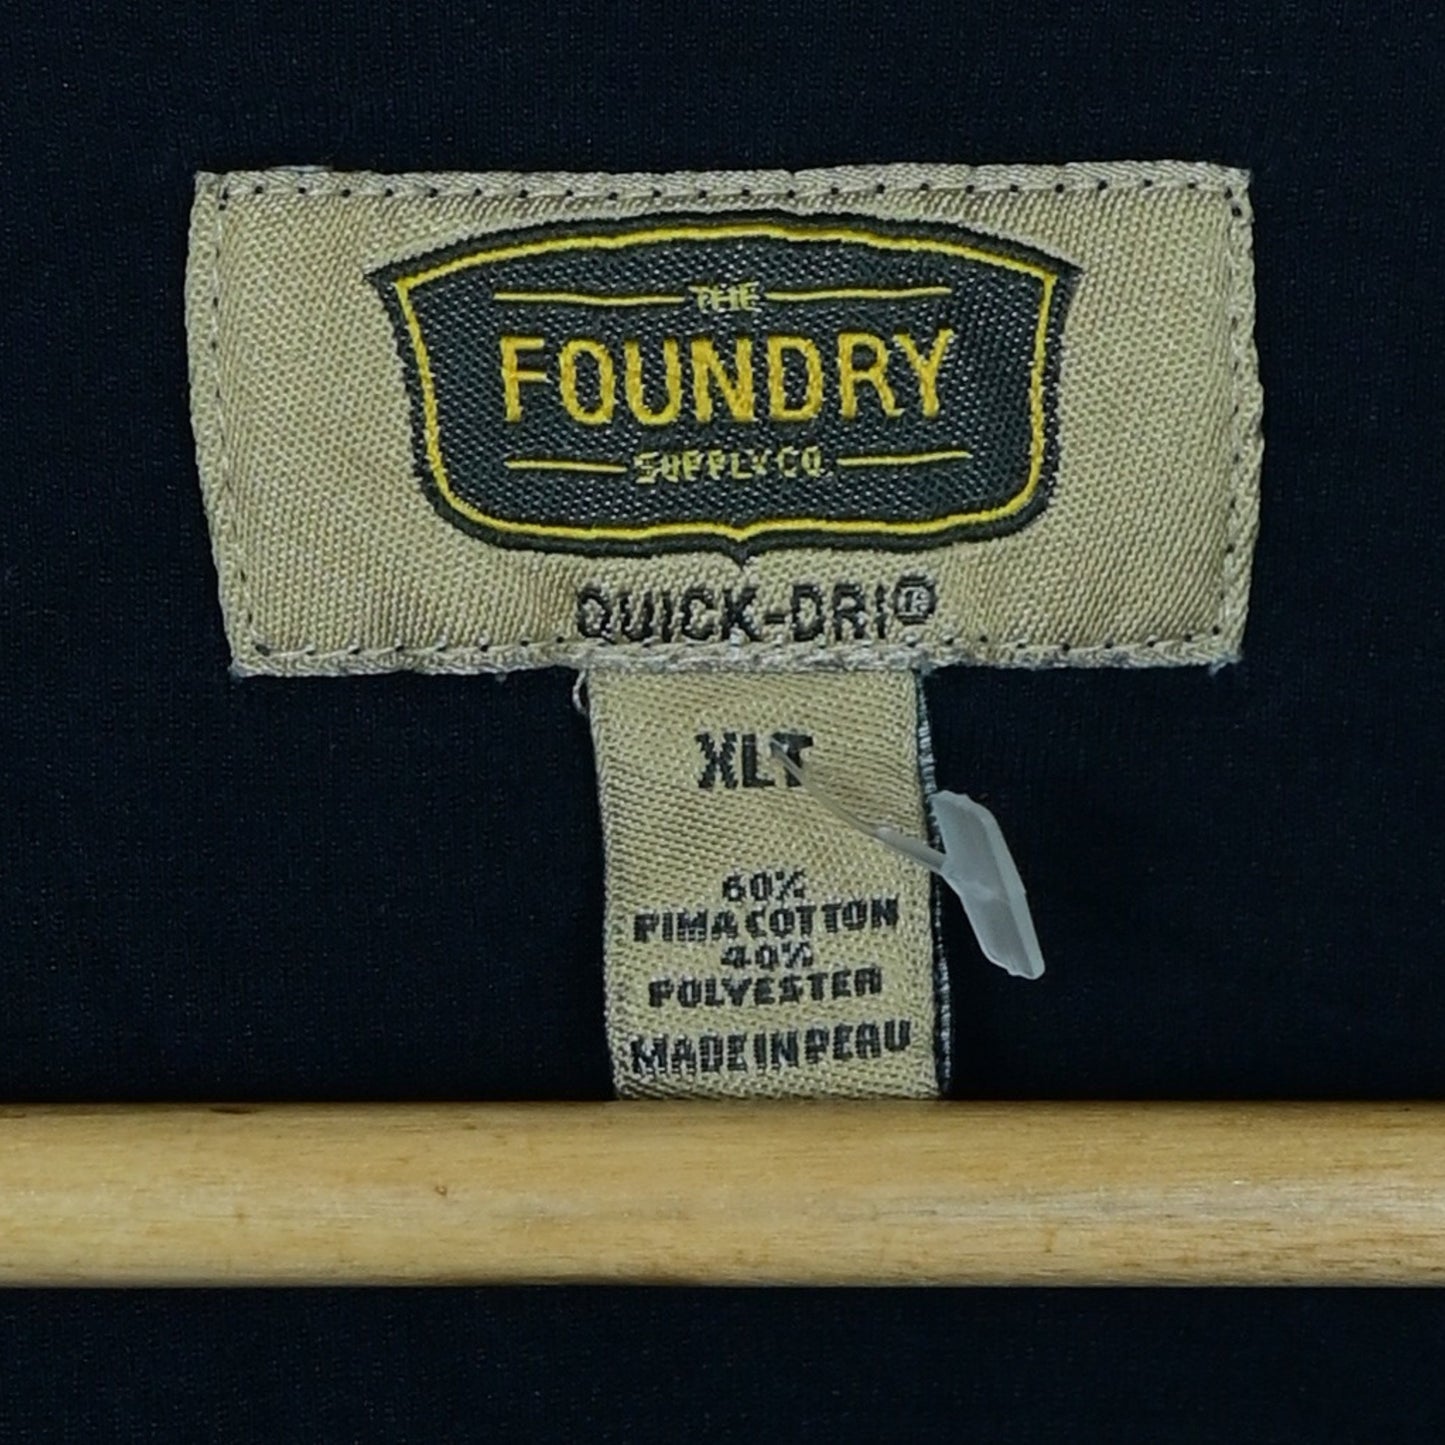 THE
FOUNDRY
SUPPLY CO.
QUICK-DRI®
XLT
60%
PIMA COTTON
40%
POLYESTER
MADE IN PERU